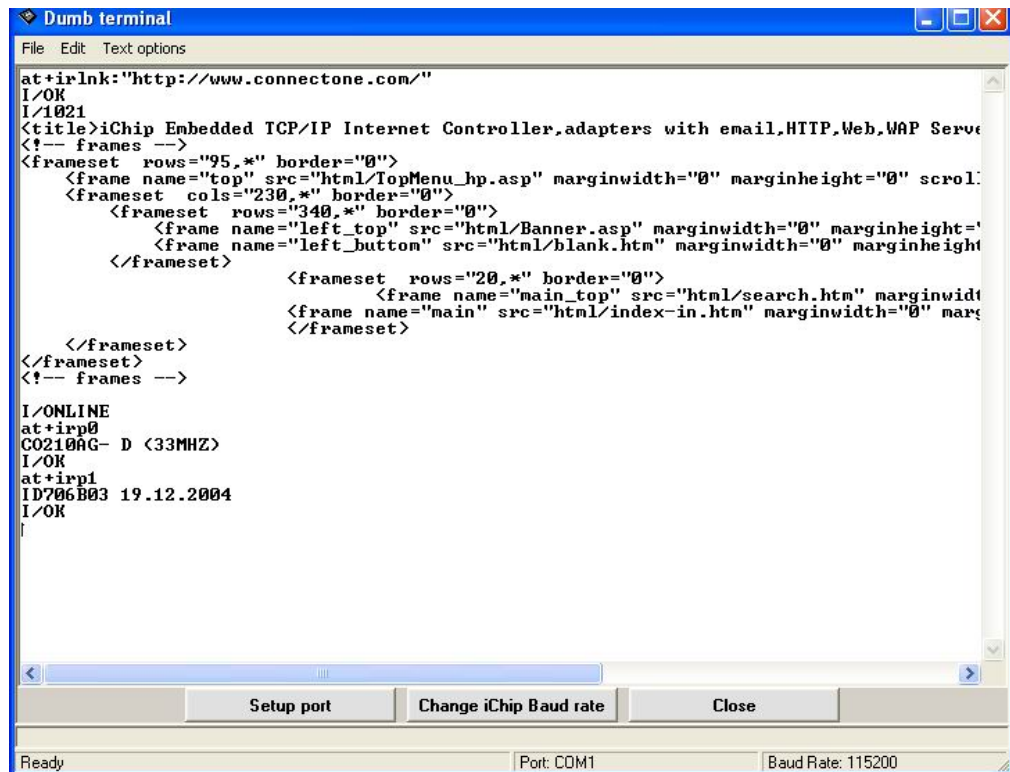 Dumb terminal
File Edit Text options
at+irlnk:"http://www.connectone.com/"
I/OK
I/1021
<title>iChip Embedded TCP/IP Internet Controller,adapters with email,HTTP,Web,WAP Serve
<!-- frames -->
<frameset  rows="95,*" border="0">
    <frame name="top" src="html/TopMenu_hp.asp" marginwidth="0" marginheight="0" scroll
    <frameset  cols="230,*" border="0">
        <frameset  rows="340,*" border="0">
            <frame name="left_top" src="html/Banner.asp" marginwidth="0" marginheight="
            <frame name="left_buttom" src="html/blank.htm" marginwidth="0" marginheight
        </frameset>
                        <frameset  rows="20,*" border="0">
                                <frame name="main_top" src="html/search.htm" marginwidt
                        <frame name="main" src="html/index-in.htm" marginwidth="0" marg
                        </frameset>
    </frameset>
</frameset>
<!-- frames -->
I/ONLINE
at+irp0
CO210AG- D (33MHZ)
I/OK
at+irp1
ID706B03 19.12.2004
I/OK
Setup port Change iChip Baud rate Close
Ready Port: COM1 Baud Rate: 115200